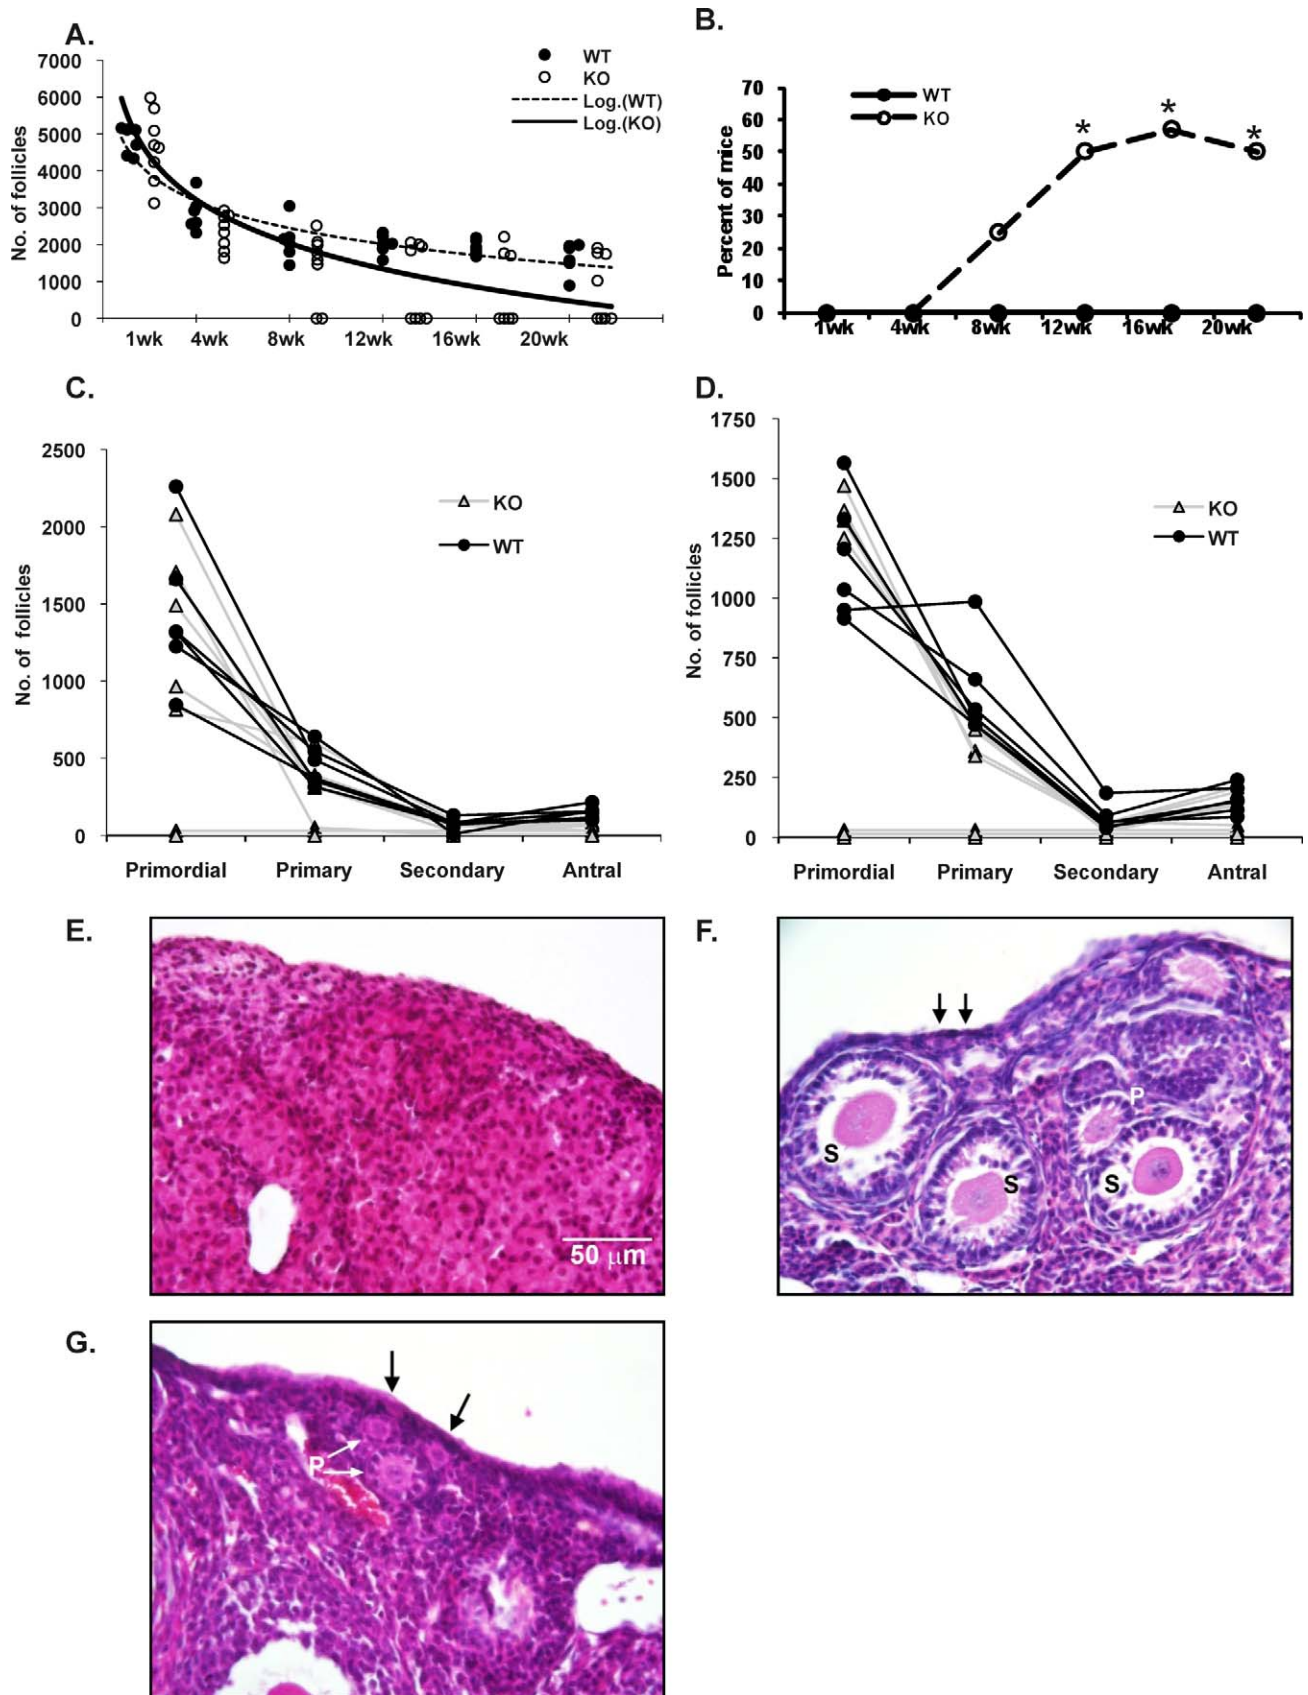 A.
7000
6000
5000
4000
3000
2000
1000
0
No. of follicles
WT
KO
Log.(WT)
Log.(KO)
1wk 4wk 8wk 12wk 16wk 20wk
B.
70
60
50
40
30
20
10
0
Percent of mice
WT
KO
* * *
1wk 4wk 8wk 12wk 16wk 20wk
C.
2500
2000
1500
1000
500
0
No. of follicles
KO
WT
Primordial Primary Secondary Antral
D.
1750
1500
1250
1000
750
500
250
0
No. of follicles
KO
WT
Primordial Primary Secondary Antral
E.
50 μm
F.
P
S
S
S
G.
P